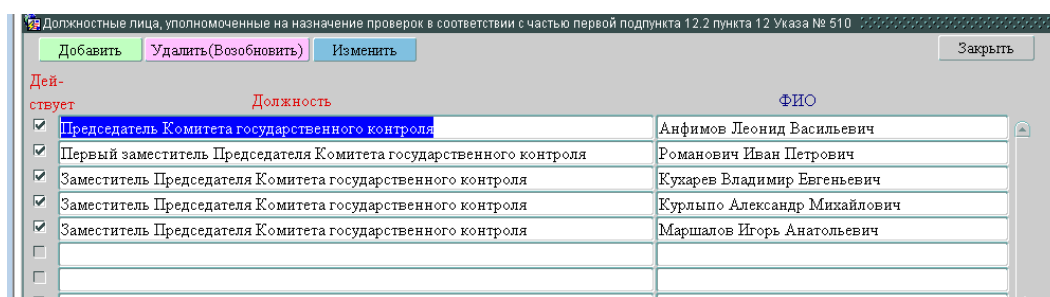 Должностные лица, уполномоченные на назначение проверок в соответствии с частью первой подпункта 12.2 пункта 12 Указа № 510
Добавить Удалить(Возобновить) Изменить Закрыть
Дей-
ствует Должность ФИО
Председатель Комитета государственного контроля Анфимов Леонид Васильевич
Первый заместитель Председателя Комитета государственного контроля Романович Иван Петрович
Заместитель Председателя Комитета государственного контроля Кухарев Владимир Евгеньевич
Заместитель Председателя Комитета государственного контроля Курлыпо Александр Михайлович
Заместитель Председателя Комитета государственного контроля Маршалов Игорь Анатольевич